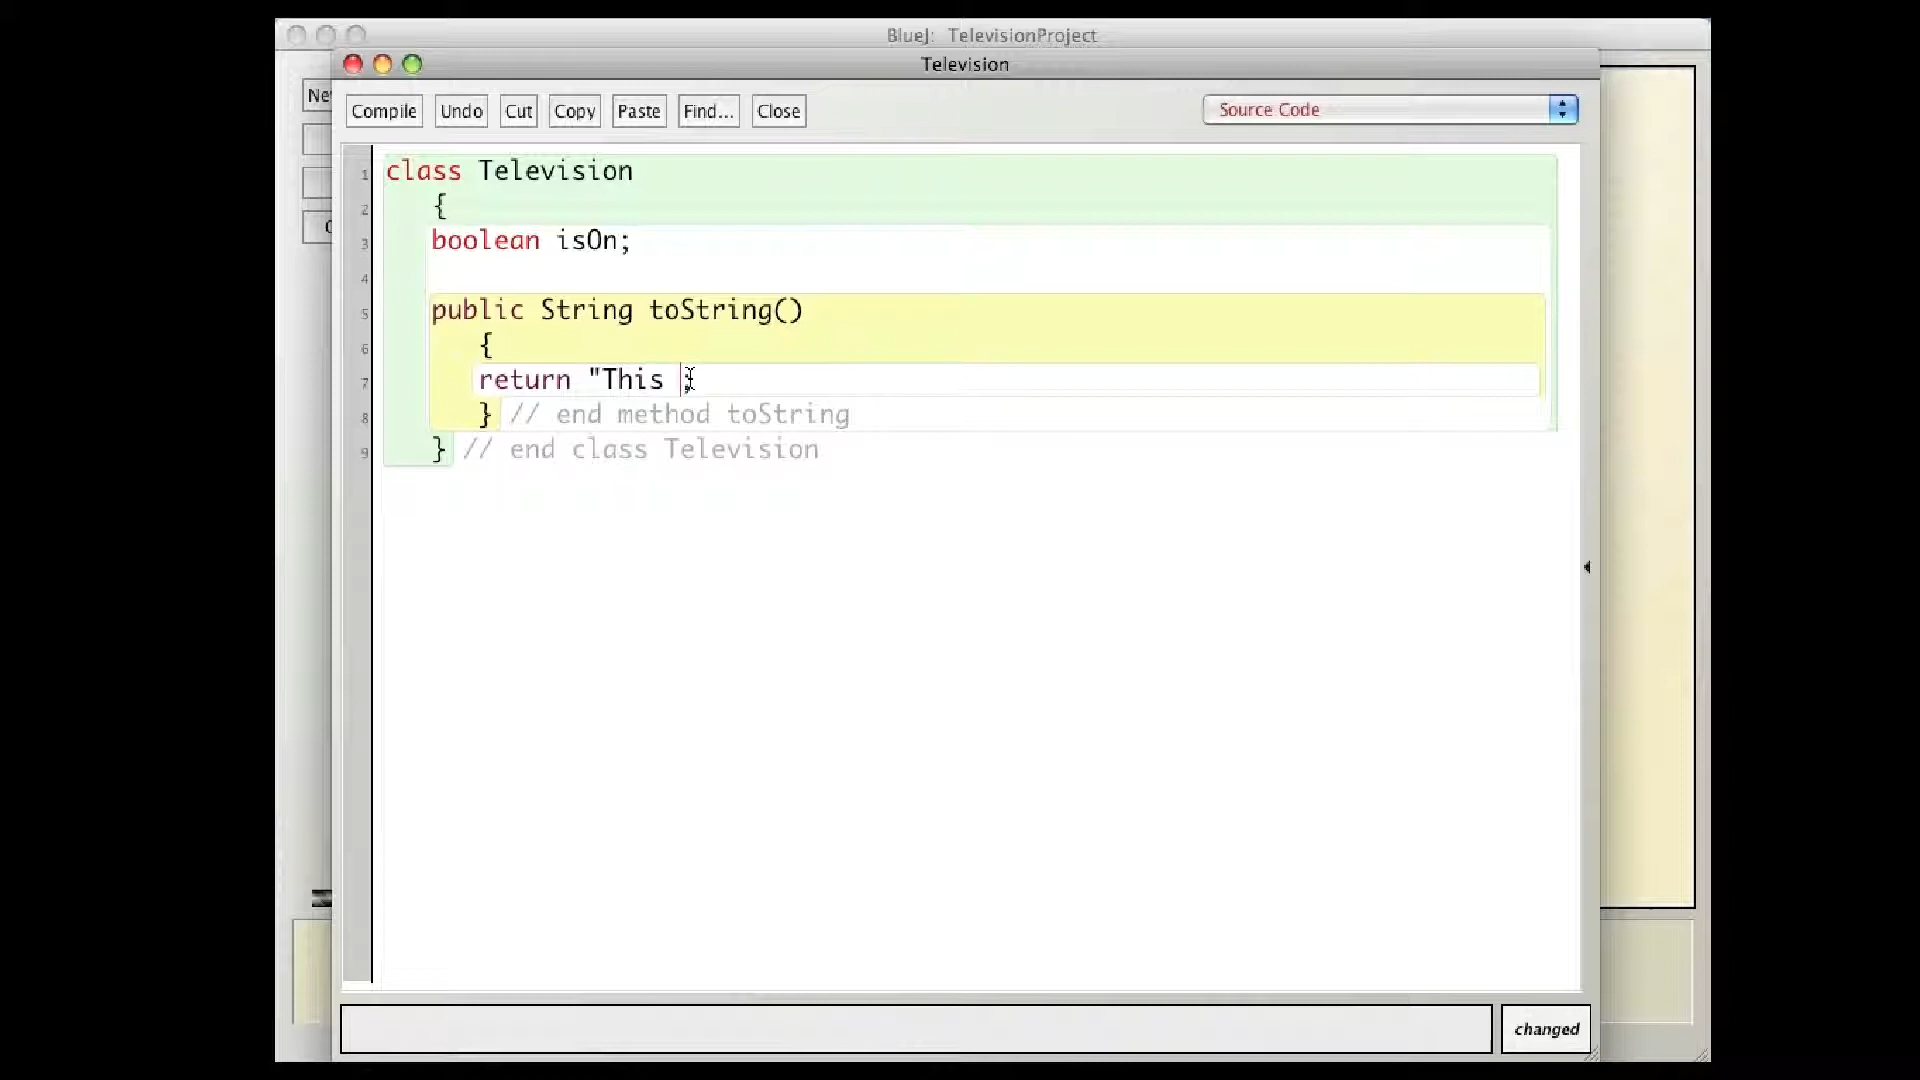 BlueJ: TelevisionProject
Television
Compile Undo Cut Copy Paste Find... Close Source Code
1 class Television
2 {
3 boolean isOn;
4
5 public String toString()
6 {
7 return "This ;
8 } // end method toString
9 } // end class Television
changed